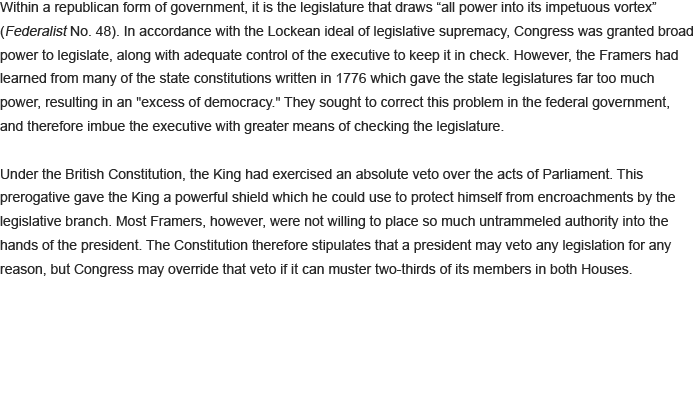 Within a republican form of government, it is the legislature that draws “all power into its impetuous vortex”
(Federalist No. 48). In accordance with the Lockean ideal of legislative supremacy, Congress was granted broad
power to legislate, along with adequate control of the executive to keep it in check. However, the Framers had
learned from many of the state constitutions written in 1776 which gave the state legislatures far too much
power, resulting in an "excess of democracy." They sought to correct this problem in the federal government,
and therefore imbue the executive with greater means of checking the legislature.
Under the British Constitution, the King had exercised an absolute veto over the acts of Parliament. This
prerogative gave the King a powerful shield which he could use to protect himself from encroachments by the
legislative branch. Most Framers, however, were not willing to place so much untrammeled authority into the
hands of the president. The Constitution therefore stipulates that a president may veto any legislation for any
reason, but Congress may override that veto if it can muster two-thirds of its members in both Houses.